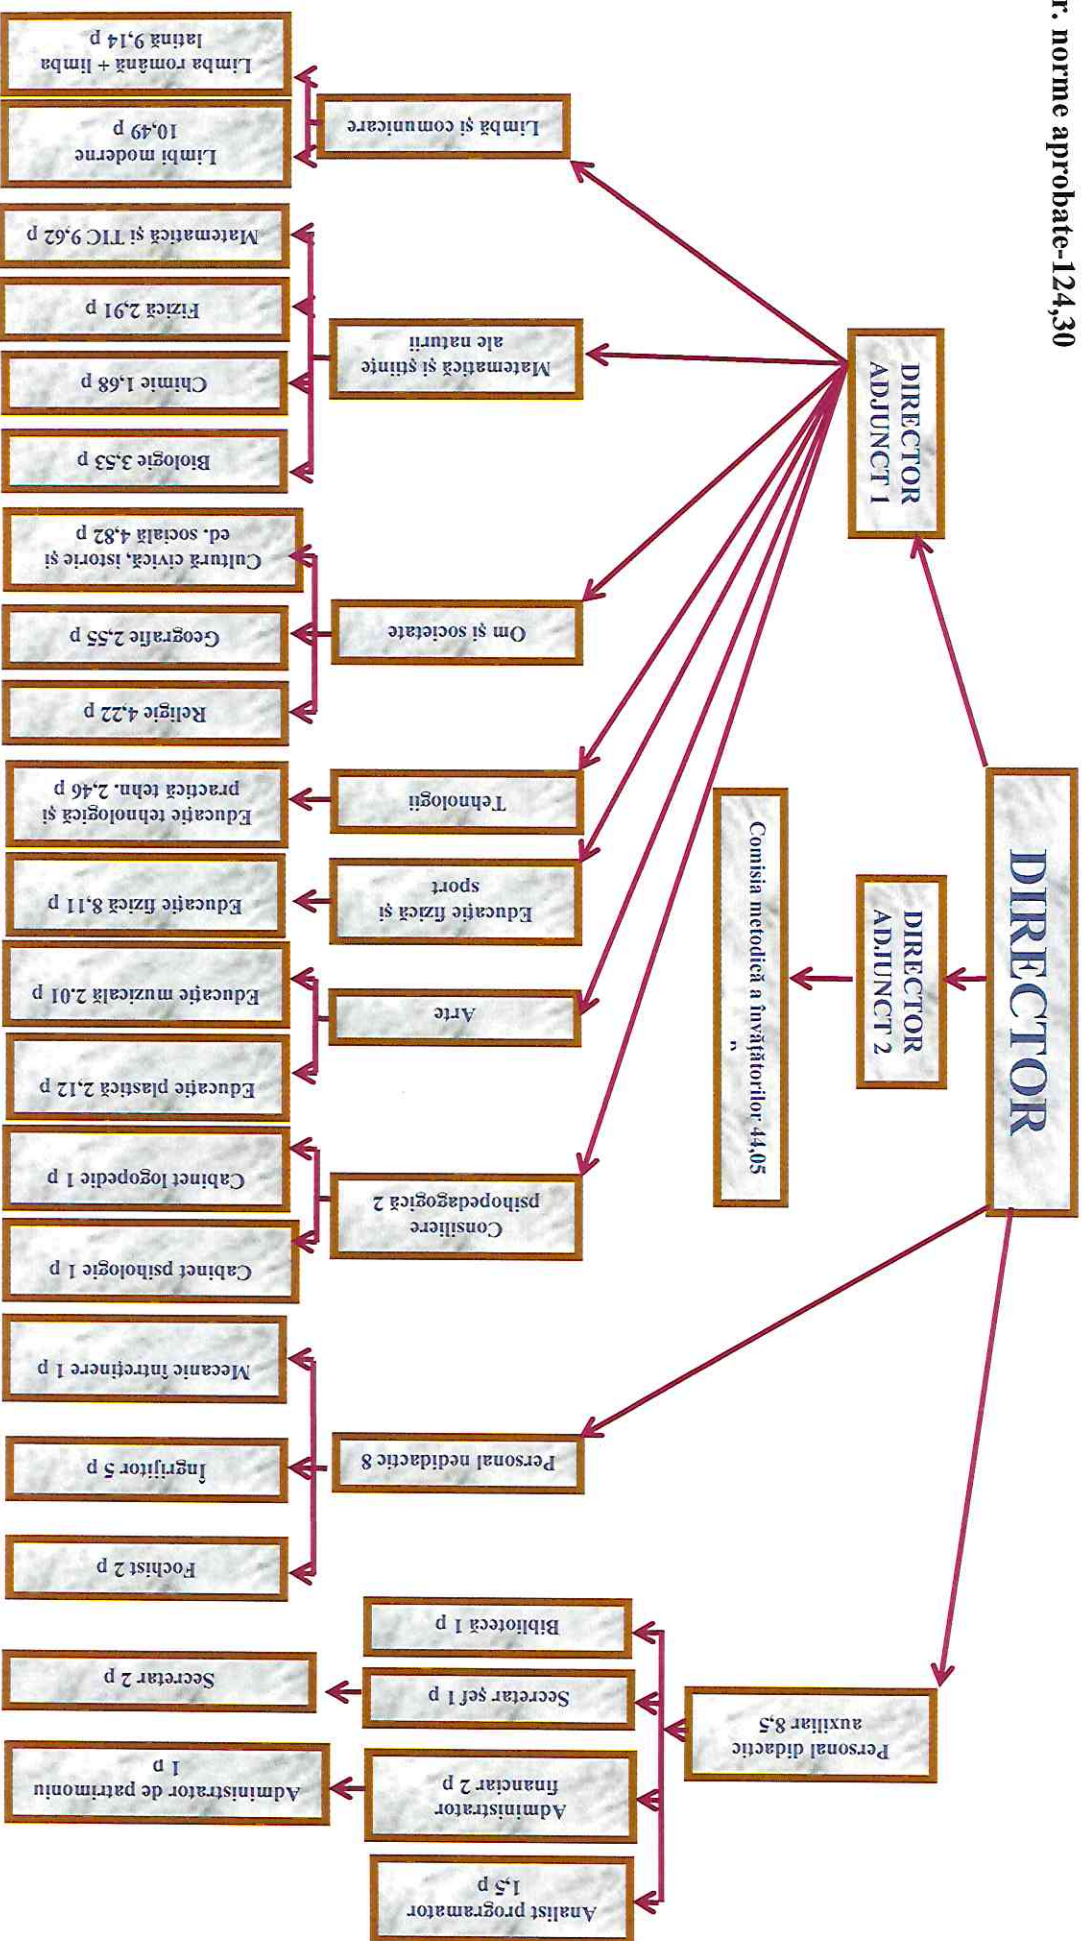 r. norme aprobate-124,30
DIRECTOR
DIRECTOR
ADJUNCT 1
DIRECTOR
ADJUNCT 2
Comisia metodică a învățătorilor 44,05
Limbă și comunicare
Limba română + limba
latină 9,14 p
Limbi moderne
10,49 p
Matematică și științe
ale naturii
Matematică și TIC 9,62 p
Fizică 2,91 p
Chimie 1,68 p
Biologie 3,53 p
Om și societate
Cultură civică, istorie și
ed. socială 4,82 p
Geografie 2,55 p
Religie 4,22 p
Tehnologii
Educație tehnologică și
practică tehn. 2,46 p
Educație fizică și
sport
Educație fizică 8,11 p
Arte
Educație muzicală 2.01 p
Educație plastică 2,12 p
Consiliere
psihopedagogică 2
Cabinet logopedic 1 p
Cabinet psihologie 1 p
Personal nedidactic 8
Mecanic întreținere 1 p
Îngrijitor 5 p
Fochist 2 p
Personal didactic
auxiliar 8,5
Bibliotecă 1 p
Secretar șef 1 p
Secretar 2 p
Administrator
financiar 2 p
Administrator de patrimoniu
1 p
Analist programator
1,5 p